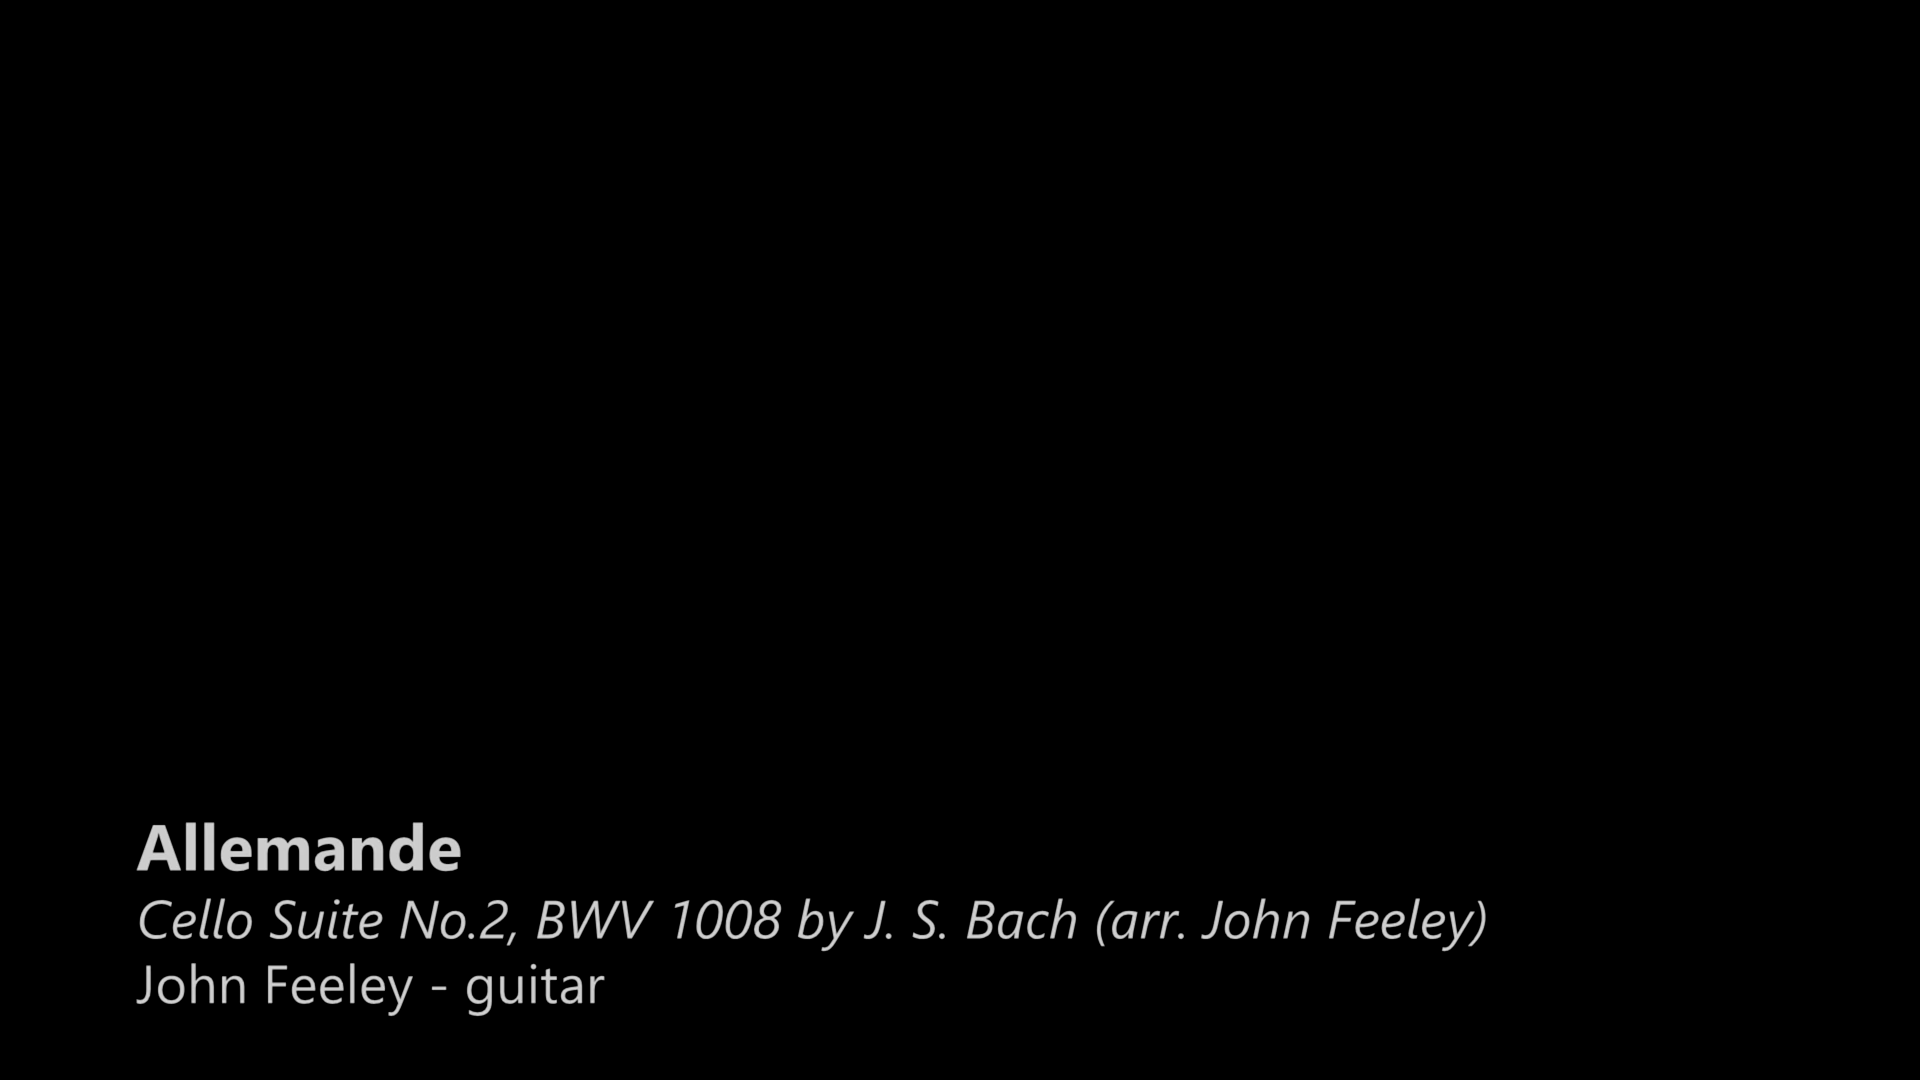 Allemande
Cello Suite No.2, BWV 1008 by J. S. Bach (arr. John Feeley)
John Feeley - guitar